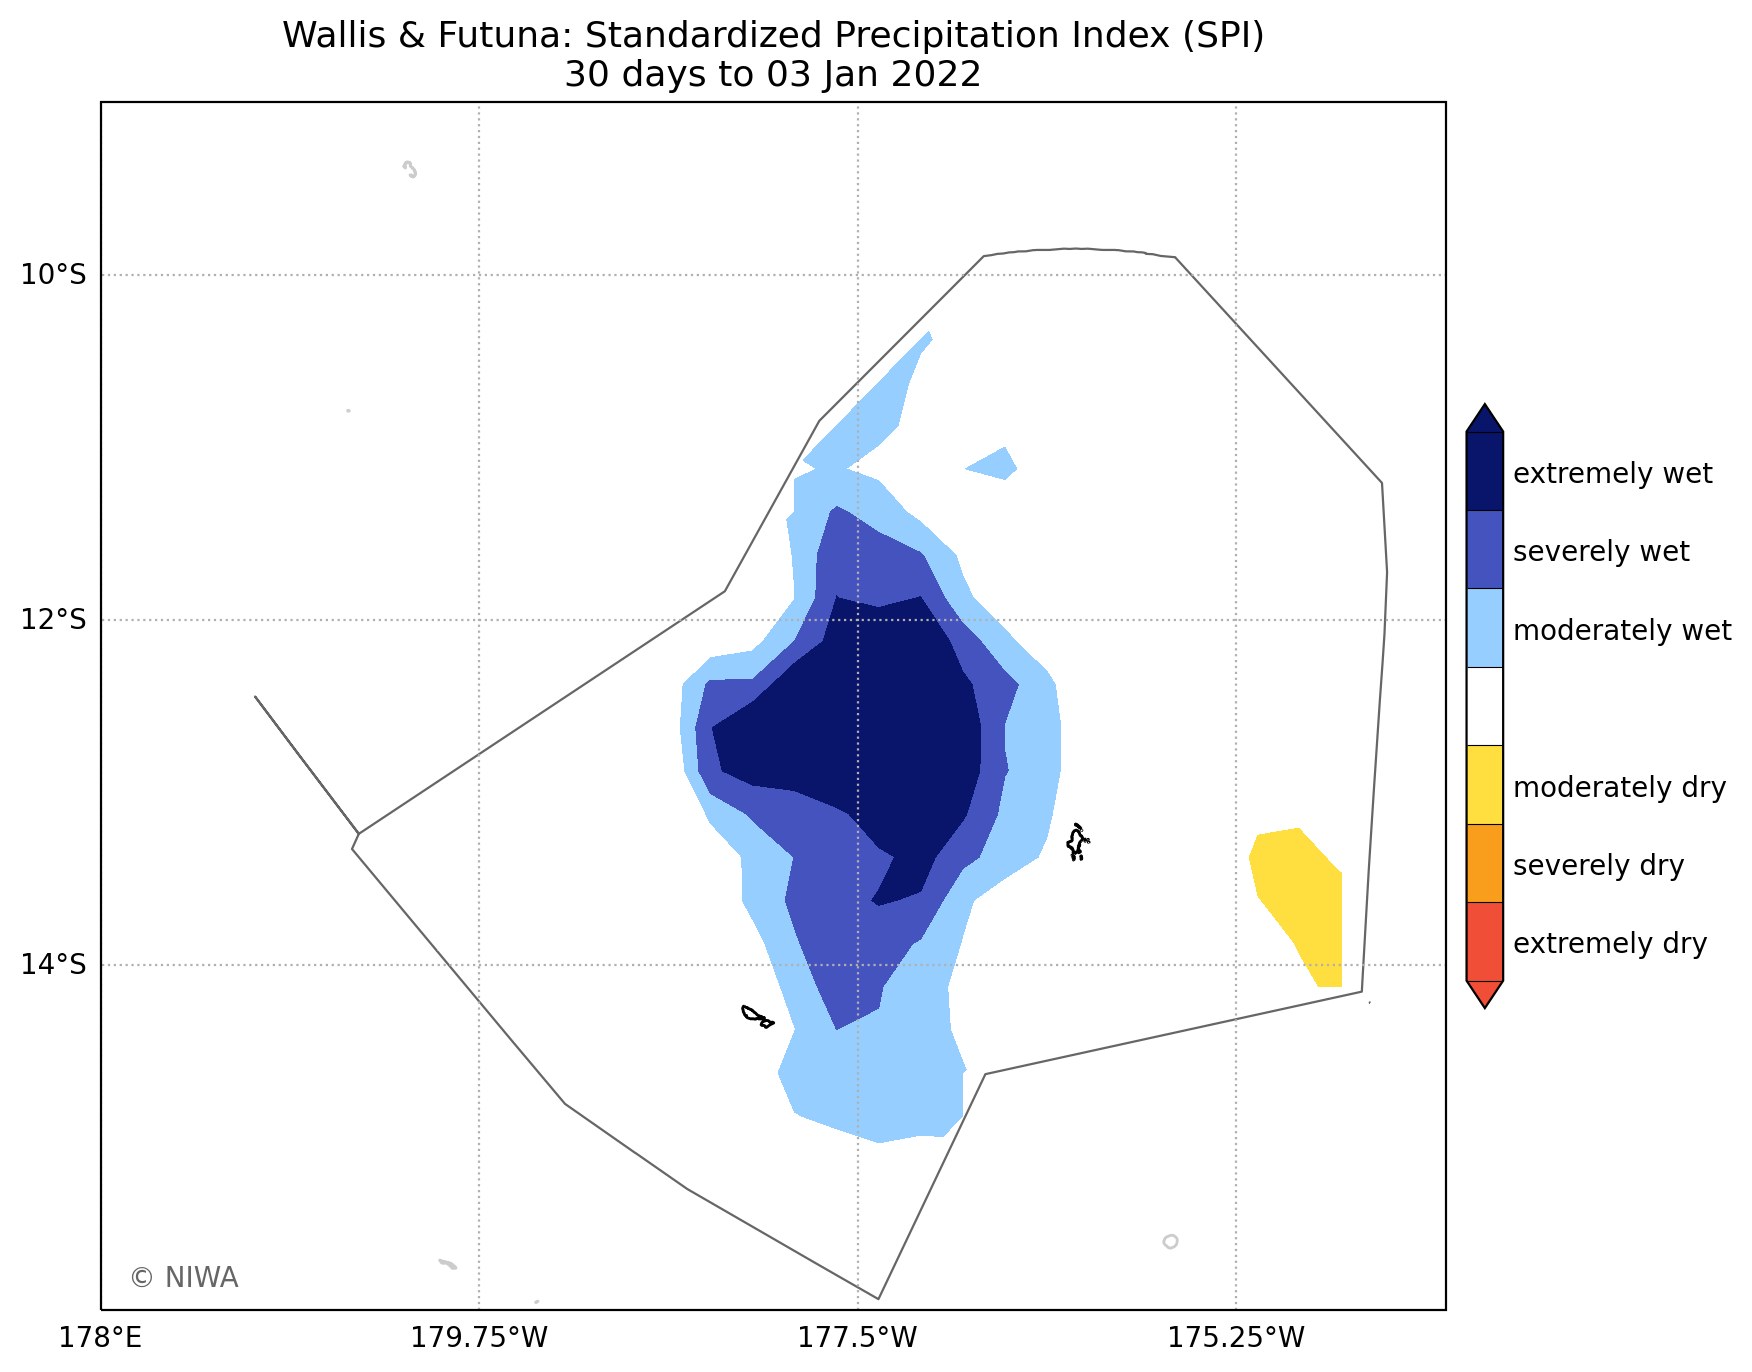 Wallis & Futuna: Standardized Precipitation Index (SPI)
30 days to 03 Jan 2022
10°S
12°S
14°S
178°E
179.75°W
177.5°W
175.25°W
extremely wet
severely wet
moderately wet
moderately dry
severely dry
extremely dry
© NIWA